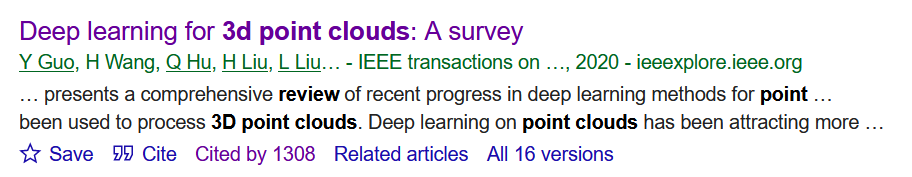 Deep learning for 3d point clouds: A survey
Y Guo, H Wang, Q Hu, H Liu, L Liu… - IEEE transactions on …, 2020 - ieeexplore.ieee.org
… presents a comprehensive review of recent progress in deep learning methods for point …
been used to process 3D point clouds. Deep learning on point clouds has been attracting more …
Save Cite Cited by 1308 Related articles All 16 versions